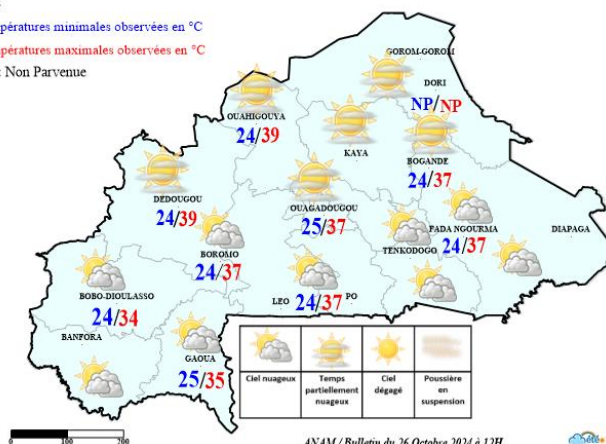 pératures minimales observées en °C
pératures maximales observées en °C
: Non Parvenue
GOROM-GOROM
DORI
NP/NP
OUAHIGOUYA
24/39
KAYA
BOGANDE
24/37
DEDOUGOU
24/39
OUAGADOUGOU
25/37
FADA NGOURMA
24/37
DIAPAGA
TENKODOGO
BOROMO
24/37
BOBO-DIOULASSO
24/34
LEO
24/37
PO
BANFORA
GAOUA
25/35
Ciel nuageux
Temps
partiellement
nuageux
Ciel
dégagé
Poussière
en
suspension
0 100 200
ANAM / Bulletin du 26 Octobre 2024 à 12H